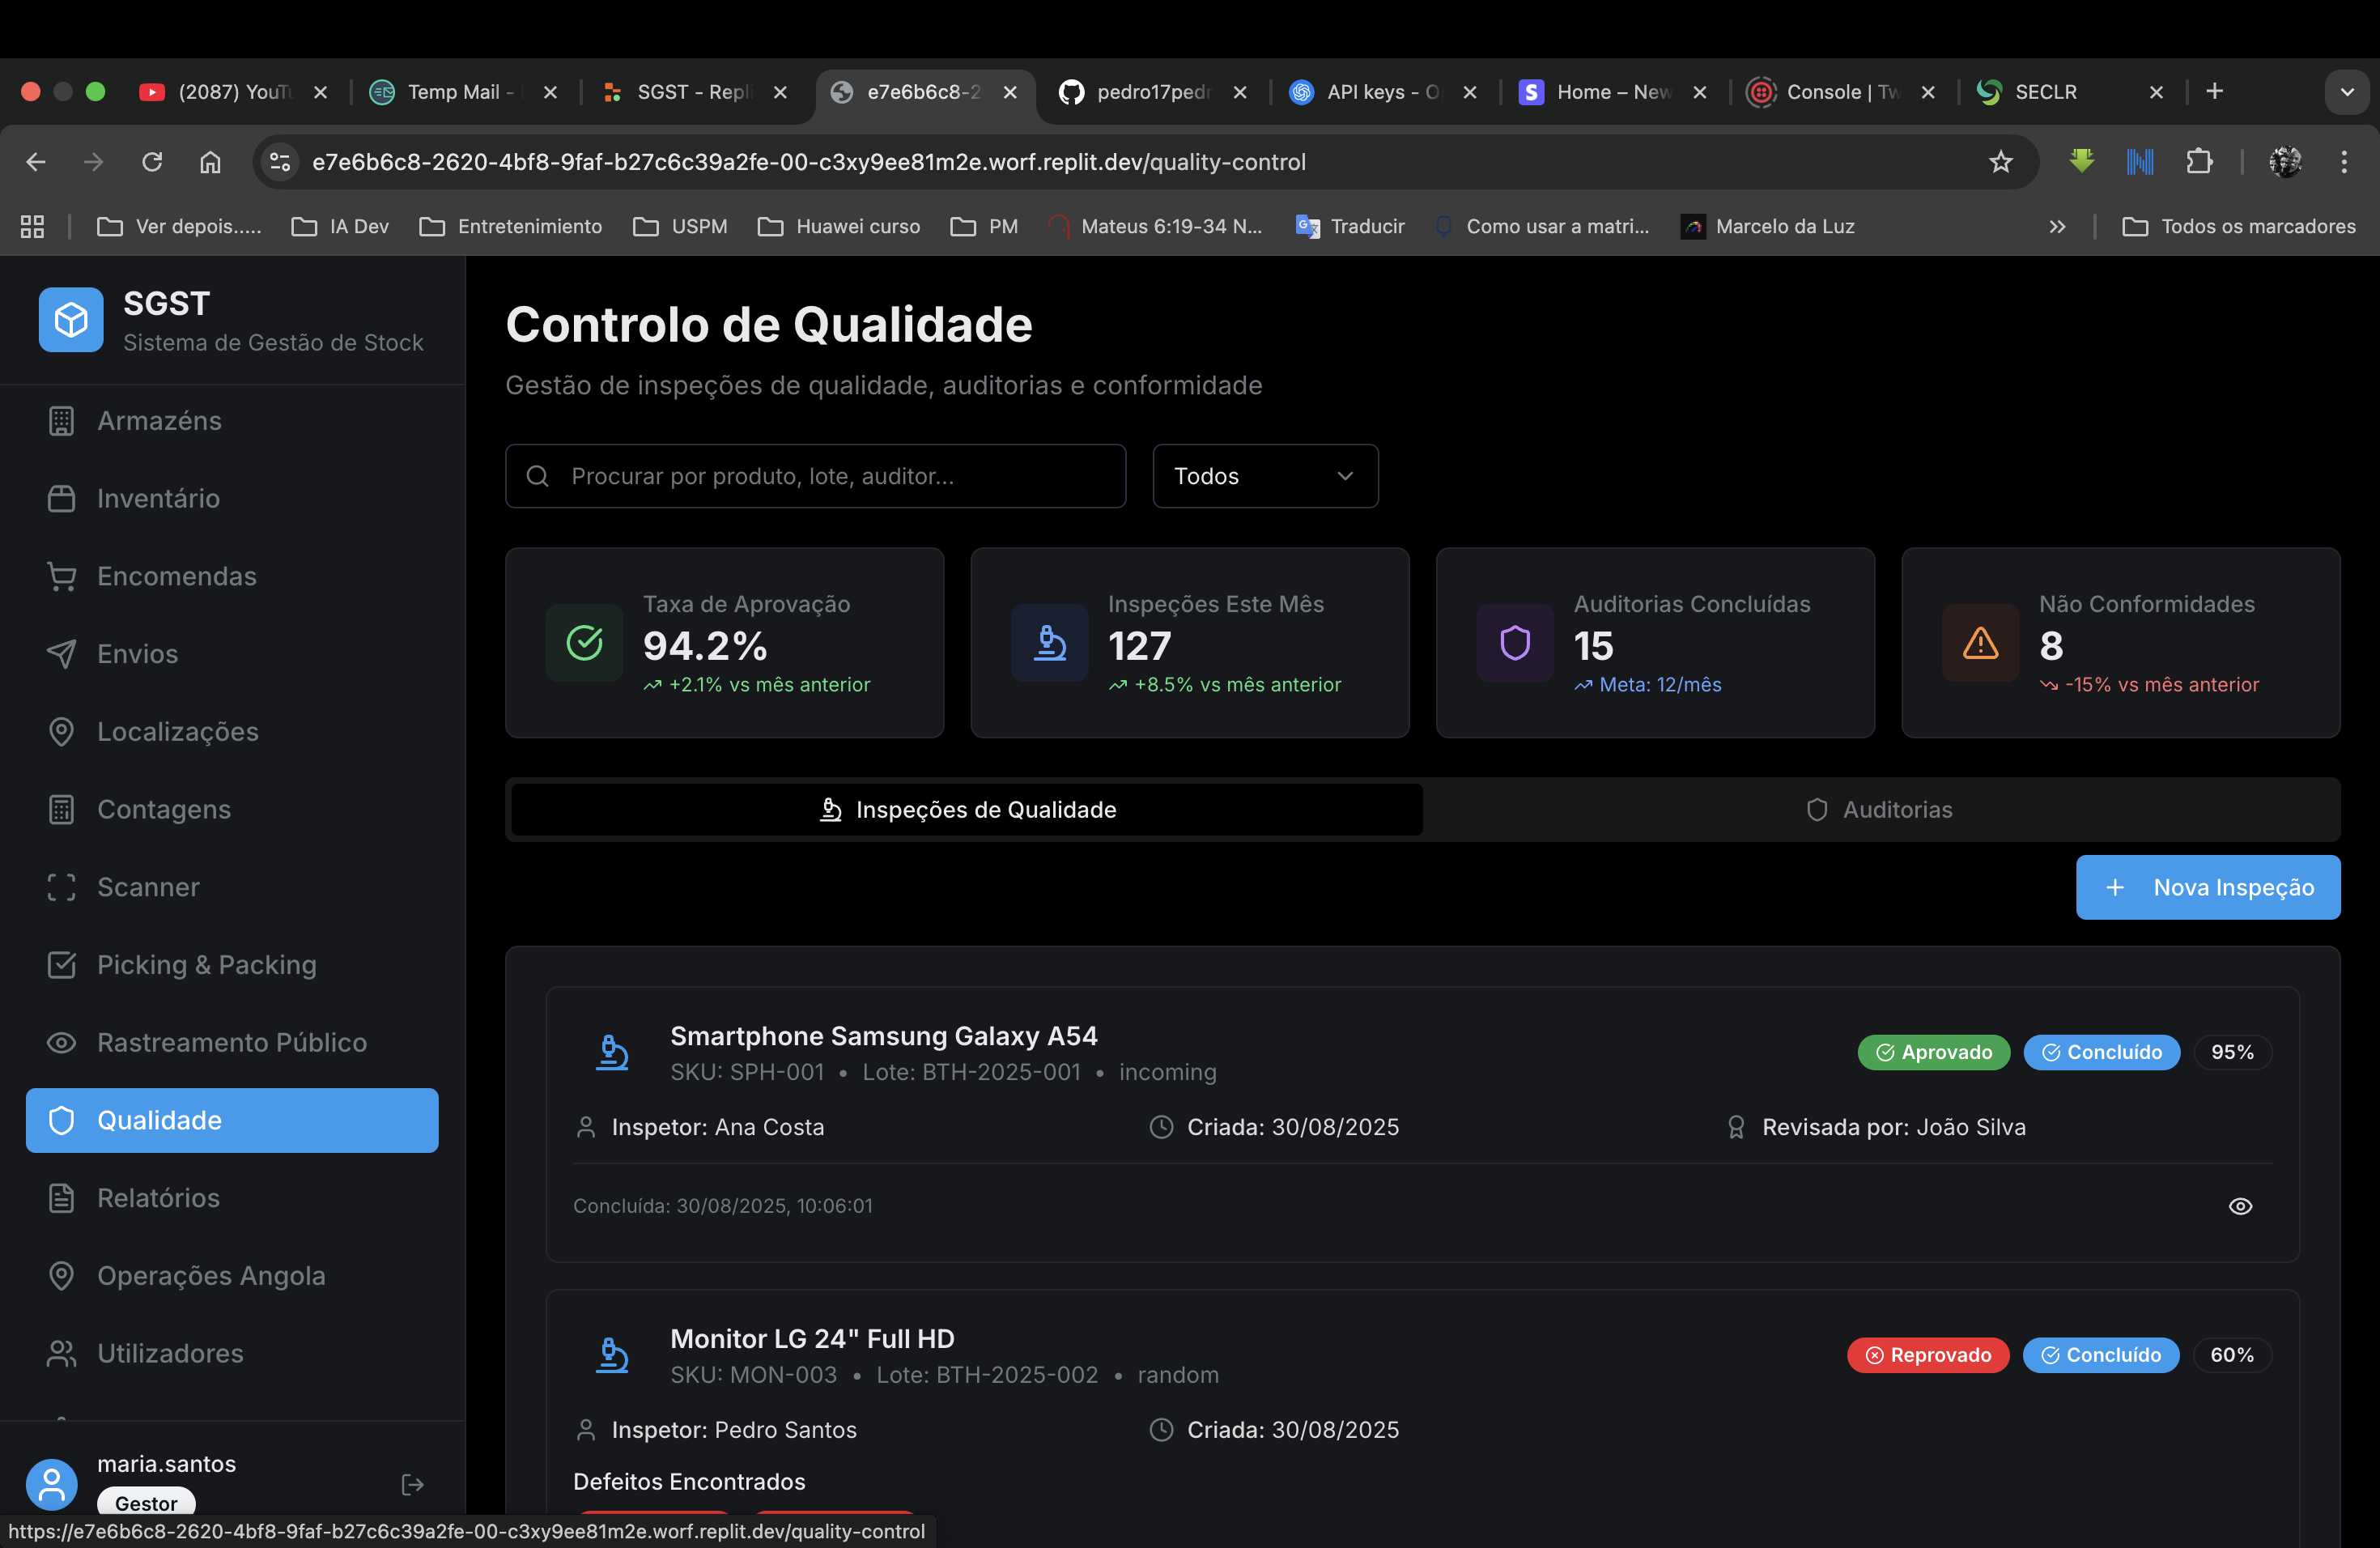 (2087) YouTu
Temp Mail -
SGST - Repli
e7e6b6c8-2
pedro17pedr
API keys - O
Home – New
Console | Tw
SECLR
e7e6b6c8-2620-4bf8-9faf-b27c6c39a2fe-00-c3xy9ee81m2e.worf.replit.dev/quality-control
Ver depois.....
IA Dev
Entretenimiento
USPM
Huawei curso
PM
Mateus 6:19-34 N...
Traducir
Como usar a matri...
Marcelo da Luz
Todos os marcadores
SGST
Sistema de Gestão de Stock
Armazéns
Inventário
Encomendas
Envios
Localizações
Contagens
Scanner
Picking & Packing
Rastreamento Público
Qualidade
Relatórios
Operações Angola
Utilizadores
maria.santos
Gestor
Controlo de Qualidade
Gestão de inspeções de qualidade, auditorias e conformidade
Procurar por produto, lote, auditor...
Todos
Taxa de Aprovação
94.2%
+2.1% vs mês anterior
Inspeções Este Mês
127
+8.5% vs mês anterior
Auditorias Concluídas
15
Meta: 12/mês
Não Conformidades
8
-15% vs mês anterior
Inspeções de Qualidade
Auditorias
Nova Inspeção
Smartphone Samsung Galaxy A54
SKU: SPH-001 • Lote: BTH-2025-001 • incoming
Aprovado
Concluído
95%
Inspetor: Ana Costa
Criada: 30/08/2025
Revisada por: João Silva
Concluída: 30/08/2025, 10:06:01
Monitor LG 24" Full HD
SKU: MON-003 • Lote: BTH-2025-002 • random
Reprovado
Concluído
60%
Inspetor: Pedro Santos
Criada: 30/08/2025
Defeitos Encontrados
https://e7e6b6c8-2620-4bf8-9faf-b27c6c39a2fe-00-c3xy9ee81m2e.worf.replit.dev/quality-control